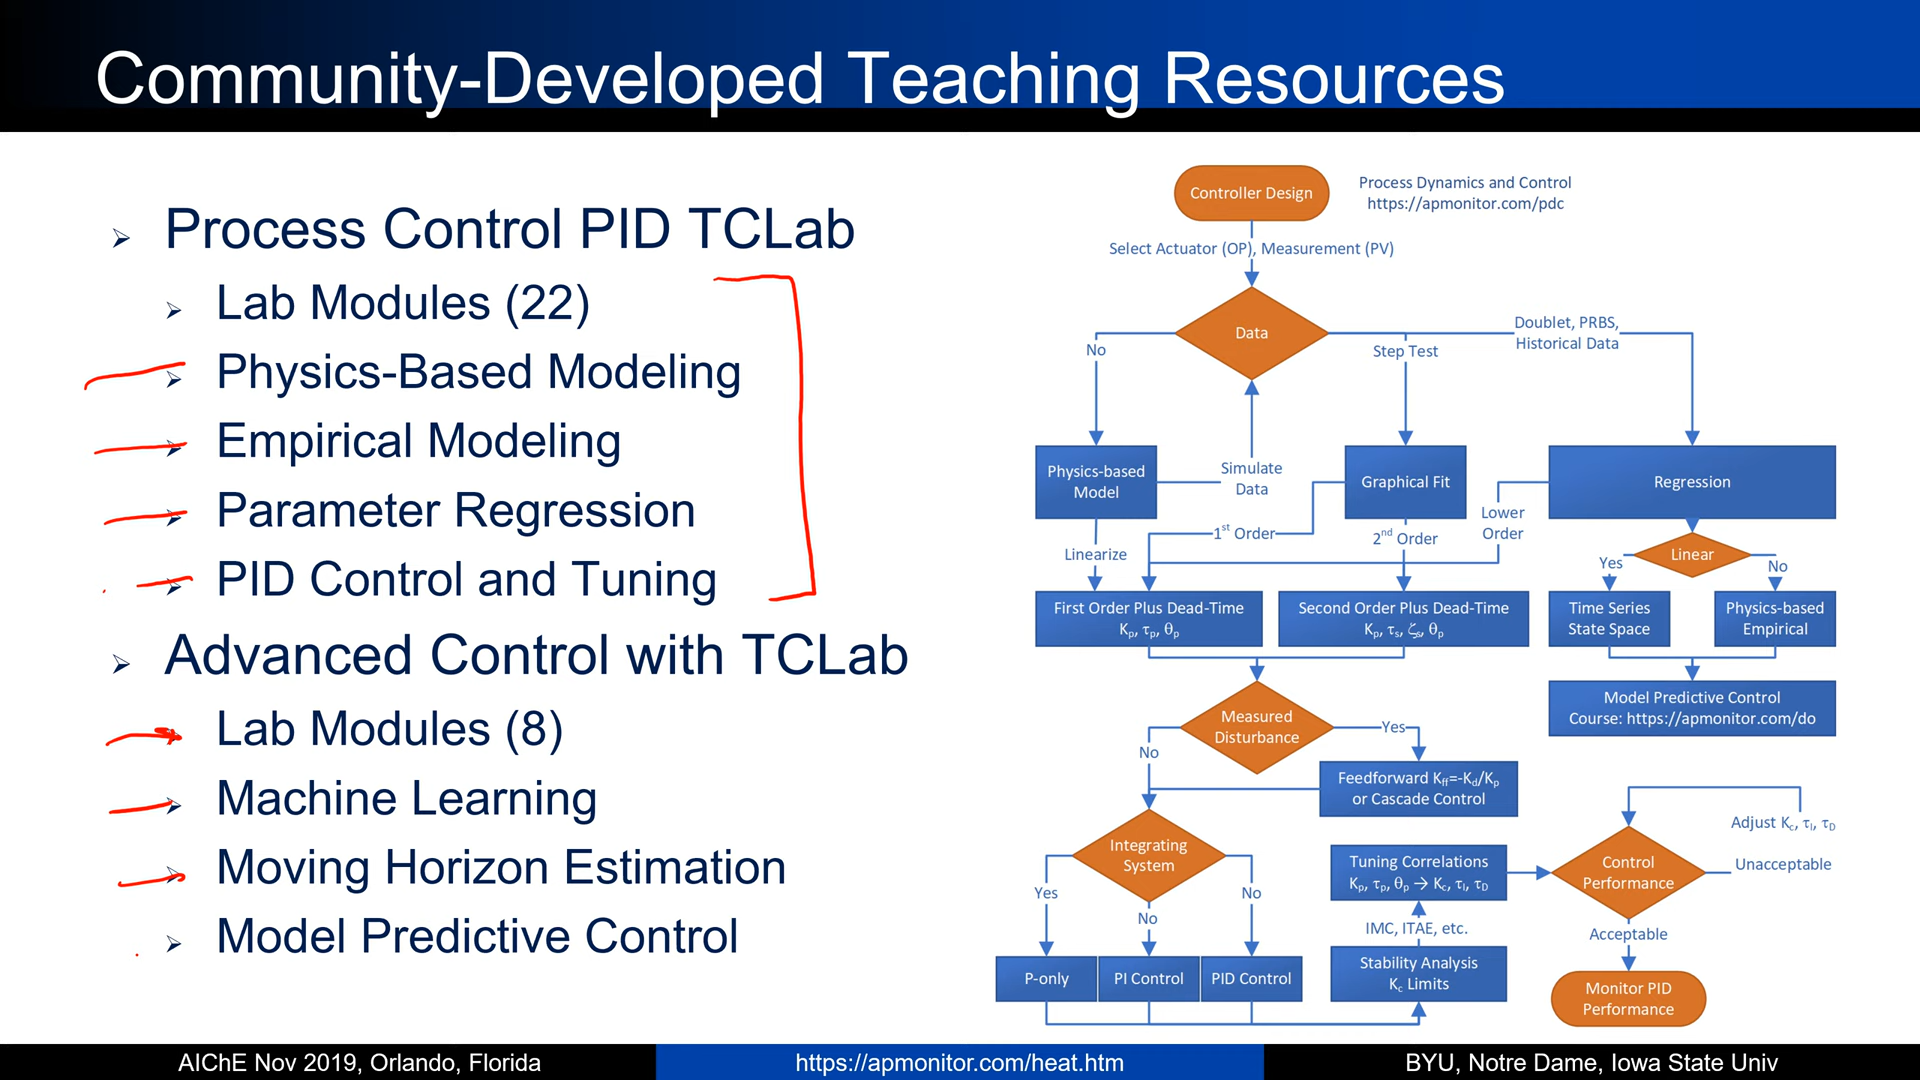 Community-Developed Teaching Resources
Process Control PID TCLab
Lab Modules (22)
Physics-Based Modeling
Empirical Modeling
Parameter Regression
PID Control and Tuning
Advanced Control with TCLab
Lab Modules (8)
Machine Learning
Moving Horizon Estimation
Model Predictive Control
Controller Design
Process Dynamics and Control
https://apmonitor.com/pdc
Select Actuator (OP), Measurement (PV)
Data
No
Step Test
Doublet, PRBS,
Historical Data
Physics-based
Model
Simulate
Data
Graphical Fit
Regression
Linearize
1st Order
2nd Order
Lower
Order
Linear
Yes
No
First Order Plus Dead-Time
Kp, τp, θp
Second Order Plus Dead-Time
Kp, τs, ζs, θp
Time Series
State Space
Physics-based
Empirical
Model Predictive Control
Course: https://apmonitor.com/do
Measured
Disturbance
Yes
No
Feedforward Kff=-Kd/Kp
or Cascade Control
Integrating
System
Yes
No
No
P-only
PI Control
PID Control
Tuning Correlations
Kp, τp, θp → Kc, τI, τD
IMC, ITAE, etc.
Stability Analysis
Kc Limits
Control
Performance
Adjust Kc, τI, τD
Unacceptable
Acceptable
Monitor PID
Performance
AIChE Nov 2019, Orlando, Florida
https://apmonitor.com/heat.htm
BYU, Notre Dame, Iowa State Univ